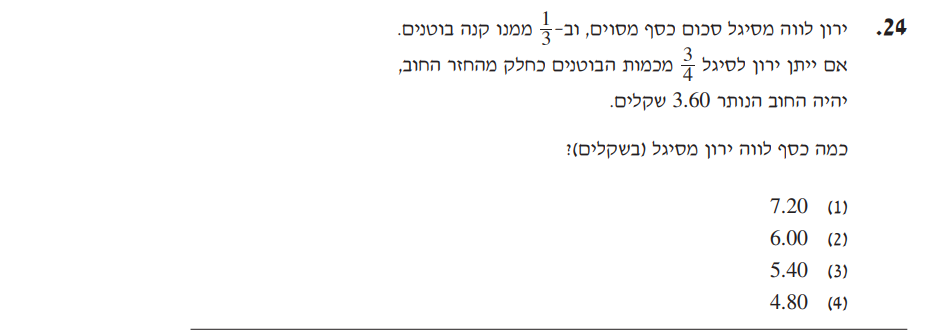 24. ירון לווה מסיגל סכום כסף מסוים, וב-1/3 ממנו קנה בוטנים.
אם ייתן ירון לסיגל 3/4 מכמות הבוטנים כחלק מהחזר החוב,
יהיה החוב הנותר 3.60 שקלים.
כמה כסף לווה ירון מסיגל (בשקלים)?
(1) 7.20
(2) 6.00
(3) 5.40
(4) 4.80